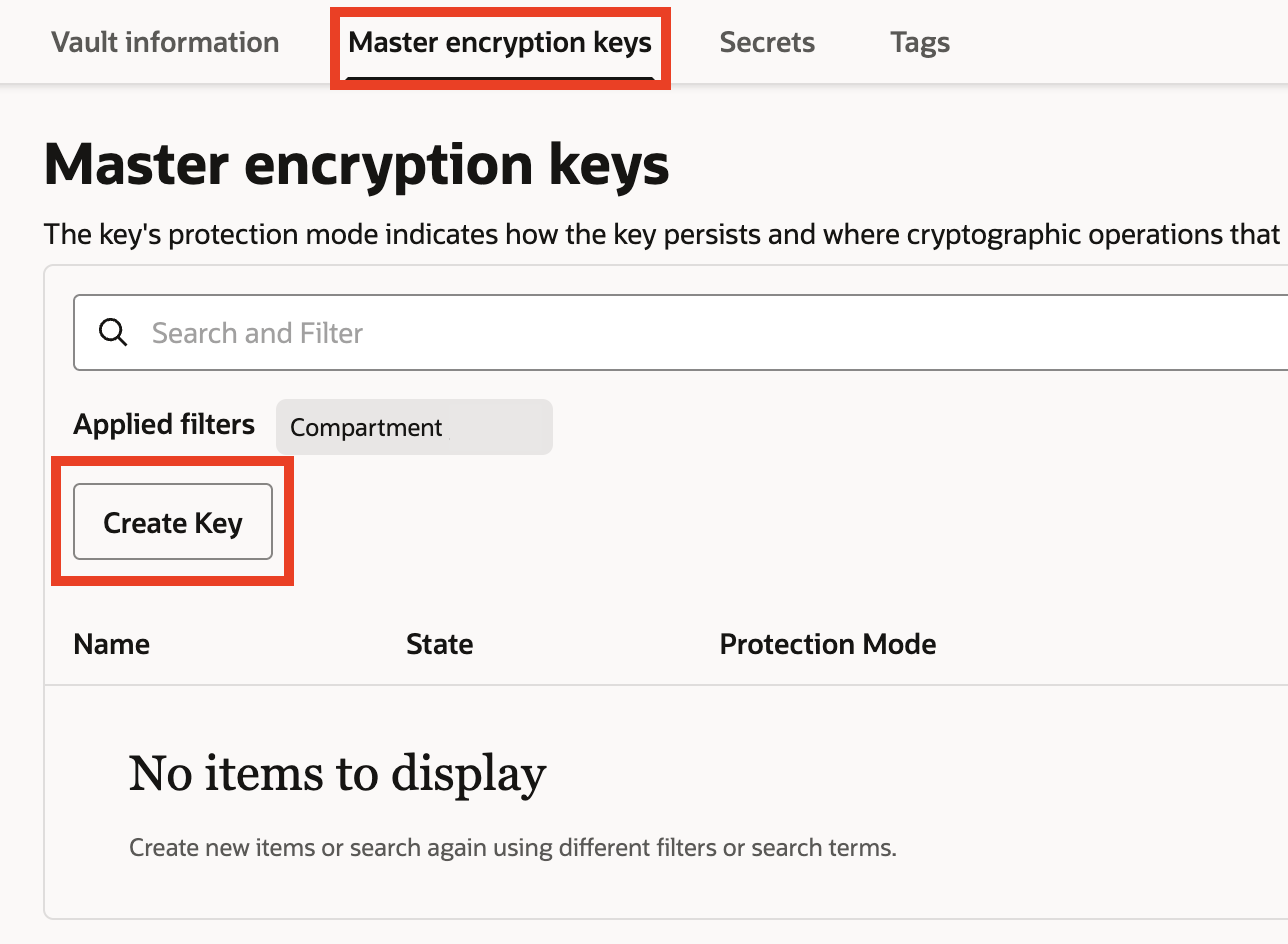 Vault information Master encryption keys Secrets Tags
Master encryption keys
The key's protection mode indicates how the key persists and where cryptographic operations that
Search and Filter
Applied filters Compartment
Create Key
Name State Protection Mode
No items to display
Create new items or search again using different filters or search terms.